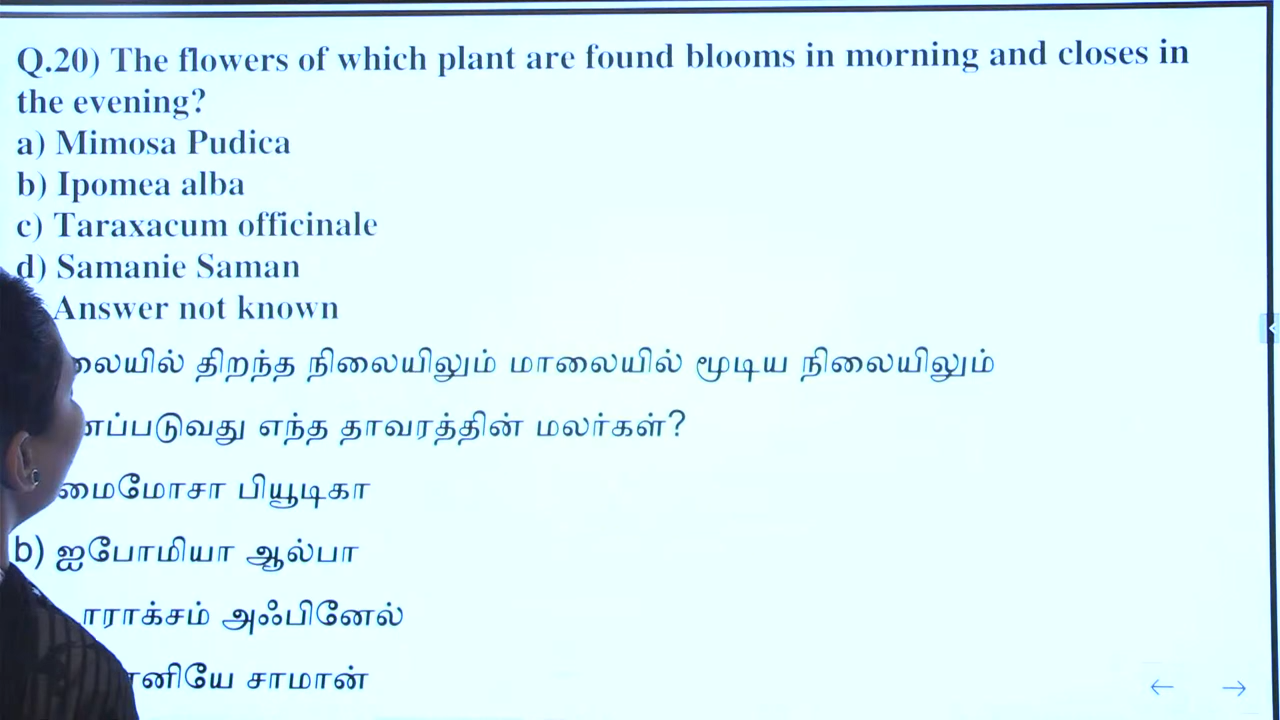 Q.20) The flowers of which plant are found blooms in morning and closes in
the evening?
a) Mimosa Pudica
b) Ipomea alba
c) Taraxacum officinale
d) Samanie Saman
Answer not known
திறந்த நிலையிலும் மாலையில் மூடிய நிலையிலும்
எந்த தாவரத்தின் மலர்கள்?
மைமோசா பியூடிகா
b) ஐபோமியா ஆல்பா
அஃபினேல்
சாமான்